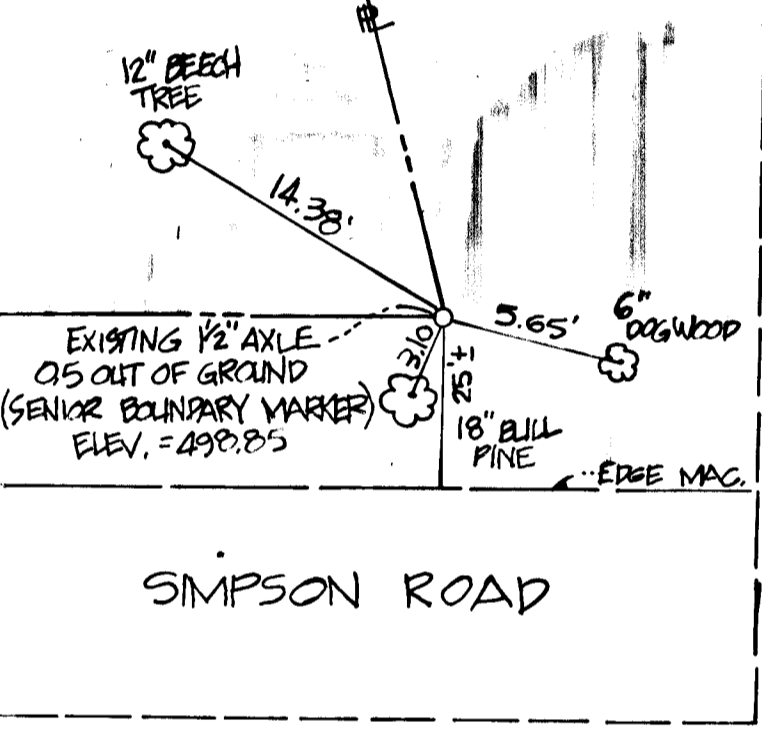 12" BEECH
TREE
14.38'
5.65'
6"
DOGWOOD
EXISTING 1/2" AXLE
0.5 OUT OF GROUND
(SENIOR BOUNDARY MARKER)
ELEV. = 498.85
3.10
25'±
18" BULL
PINE
EDGE MAC.
SIMPSON ROAD